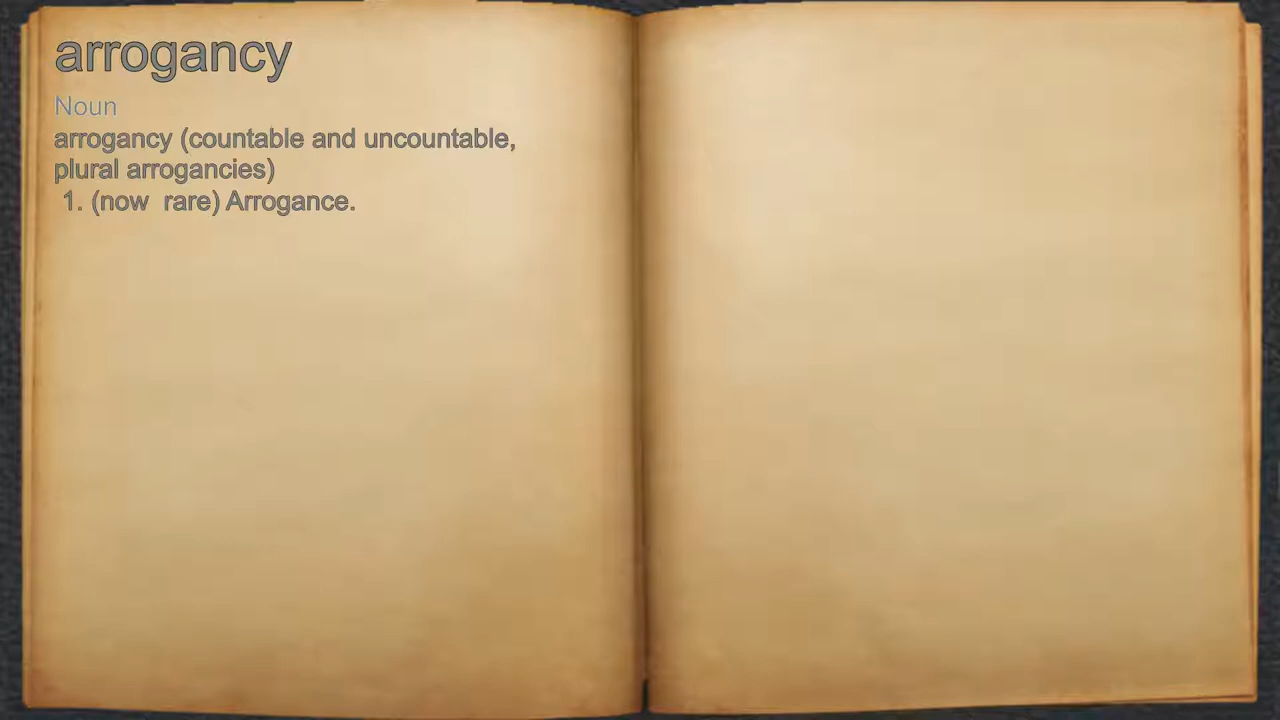 arrogancy
Noun
arrogancy (countable and uncountable,
plural arrogancies)
1. (now rare) Arrogance.